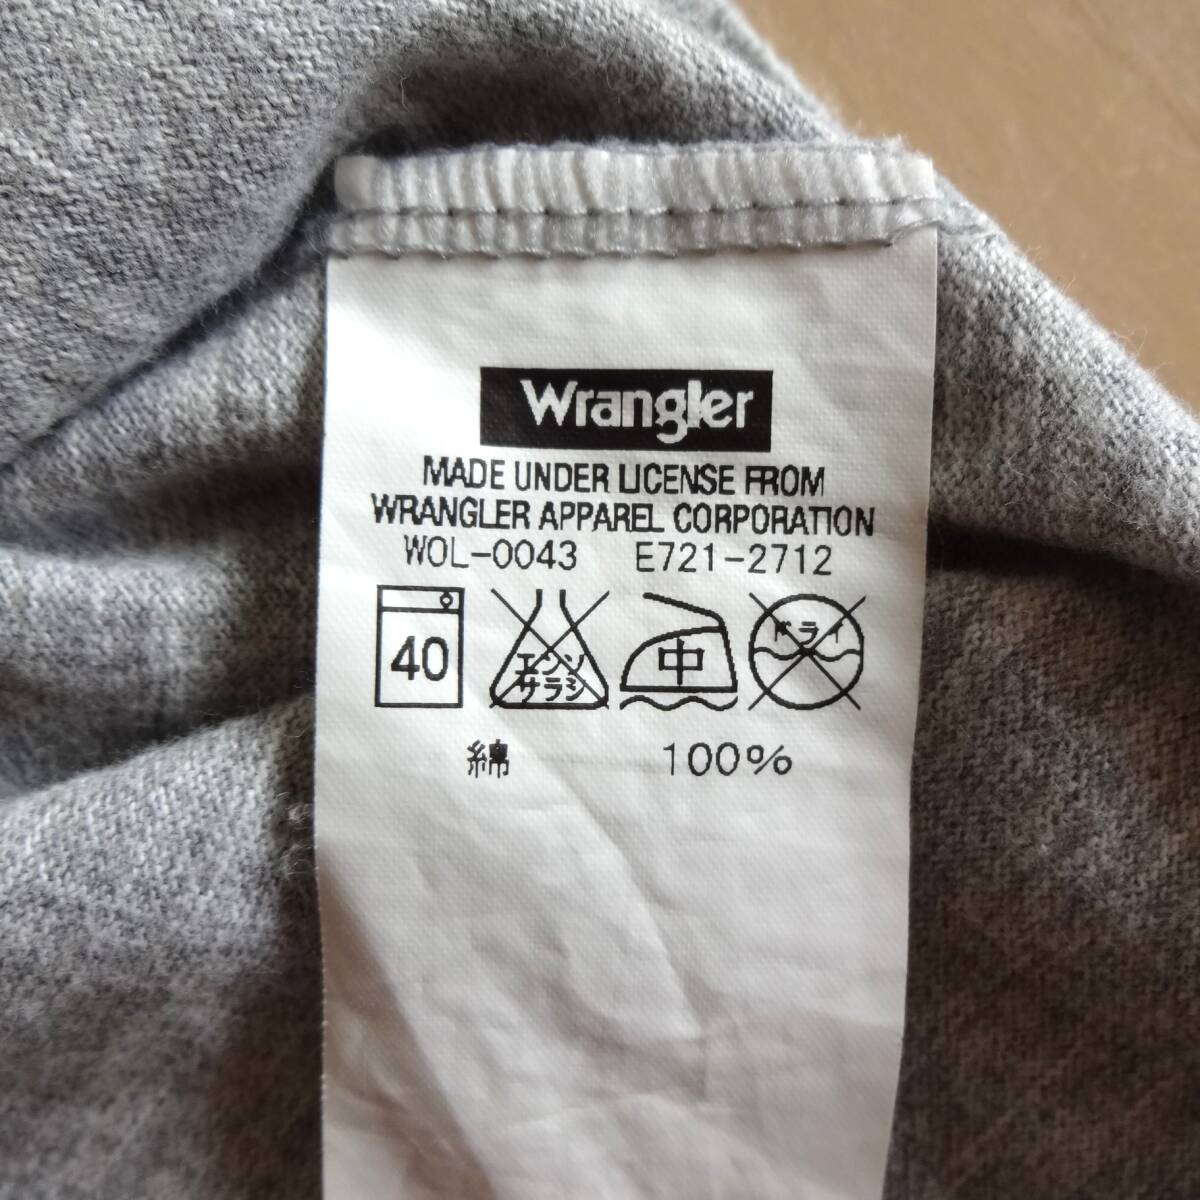 Wrangler
MADE UNDER LICENSE FROM
WRANGLER APPAREL CORPORATION
WOL-0043 E721-2712
40 エンソ サラシ 中 ドライ
綿 100%